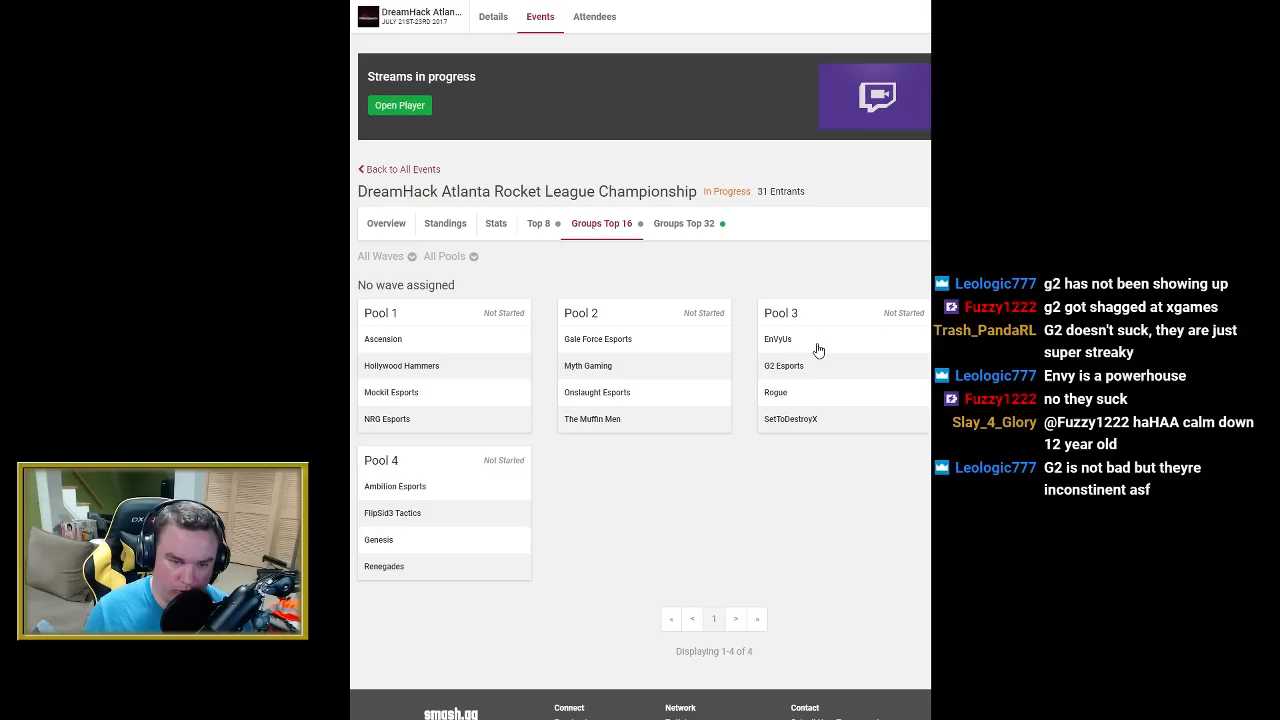 DreamHack Atlan...
JULY 21ST-23RD 2017
Details
Events
Attendees
Streams in progress
Open Player
Back to All Events
DreamHack Atlanta Rocket League Championship In Progress 31 Entrants
Overview
Standings
Stats
Top 8
Groups Top 16
Groups Top 32
All Waves
All Pools
No wave assigned
Pool 1 Not Started
Ascension
Hollywood Hammers
Mockit Esports
NRG Esports
Pool 2 Not Started
Gale Force Esports
Myth Gaming
Onslaught Esports
The Muffin Men
Pool 3 Not Started
EnVyUs
G2 Esports
Rogue
SetToDestroyX
Pool 4 Not Started
Ambition Esports
FlipSid3 Tactics
Genesis
Renegades
« < 1 > »
Displaying 1-4 of 4
smash.gg
Connect
Network
Contact
Leologic777 g2 has not been showing up
Fuzzy1222 g2 got shagged at xgames
Trash_PandaRL G2 doesn't suck, they are just
super streaky
Leologic777 Envy is a powerhouse
Fuzzy1222 no they suck
Slay_4_Glory @Fuzzy1222 haHAA calm down
12 year old
Leologic777 G2 is not bad but theyre
inconstinent asf